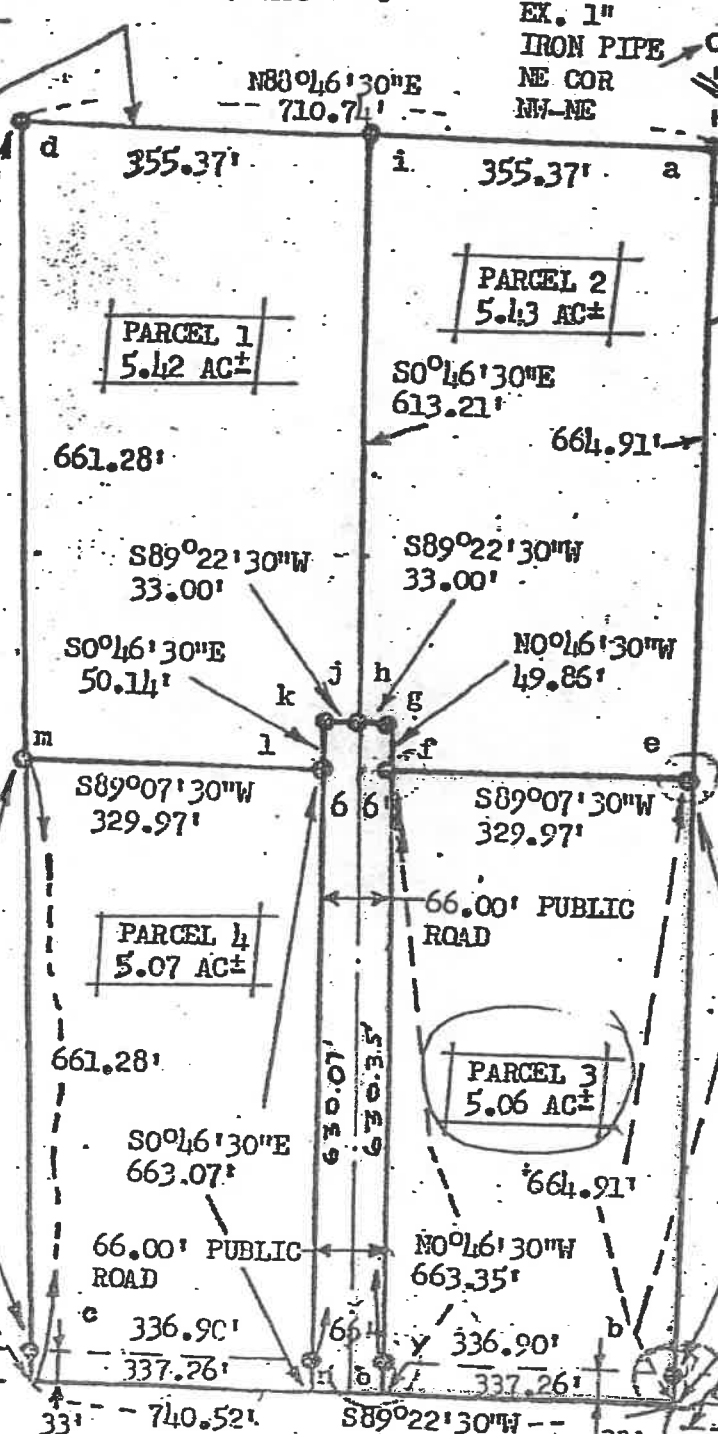 EX. 1"
IRON PIPE
NE COR
NW-NE
N88°46'30"E
710.74'
d
355.37'
i
355.37'
a
PARCEL 2
5.43 AC±
PARCEL 1
5.42 AC±
S0°46'30"E
613.21'
664.91'
661.28'
S89°22'30"W
33.00'
S89°22'30"W
33.00'
S0°46'30"E
50.14'
N0°46'30"W
49.86'
j
h
k
g
m
l
f
e
S89°07'30"W
329.97'
6 6'
S89°07'30"W
329.97'
66.00' PUBLIC
ROAD
PARCEL 4
5.07 AC±
661.28'
630.07'
630.35'
PARCEL 3
5.06 AC±
S0°46'30"E
663.07'
664.91'
66.00' PUBLIC
ROAD
N0°46'30"W
663.35'
c
336.90'
337.26'
336.90'
337.26'
b
33'
740.52'
S89°22'30"W